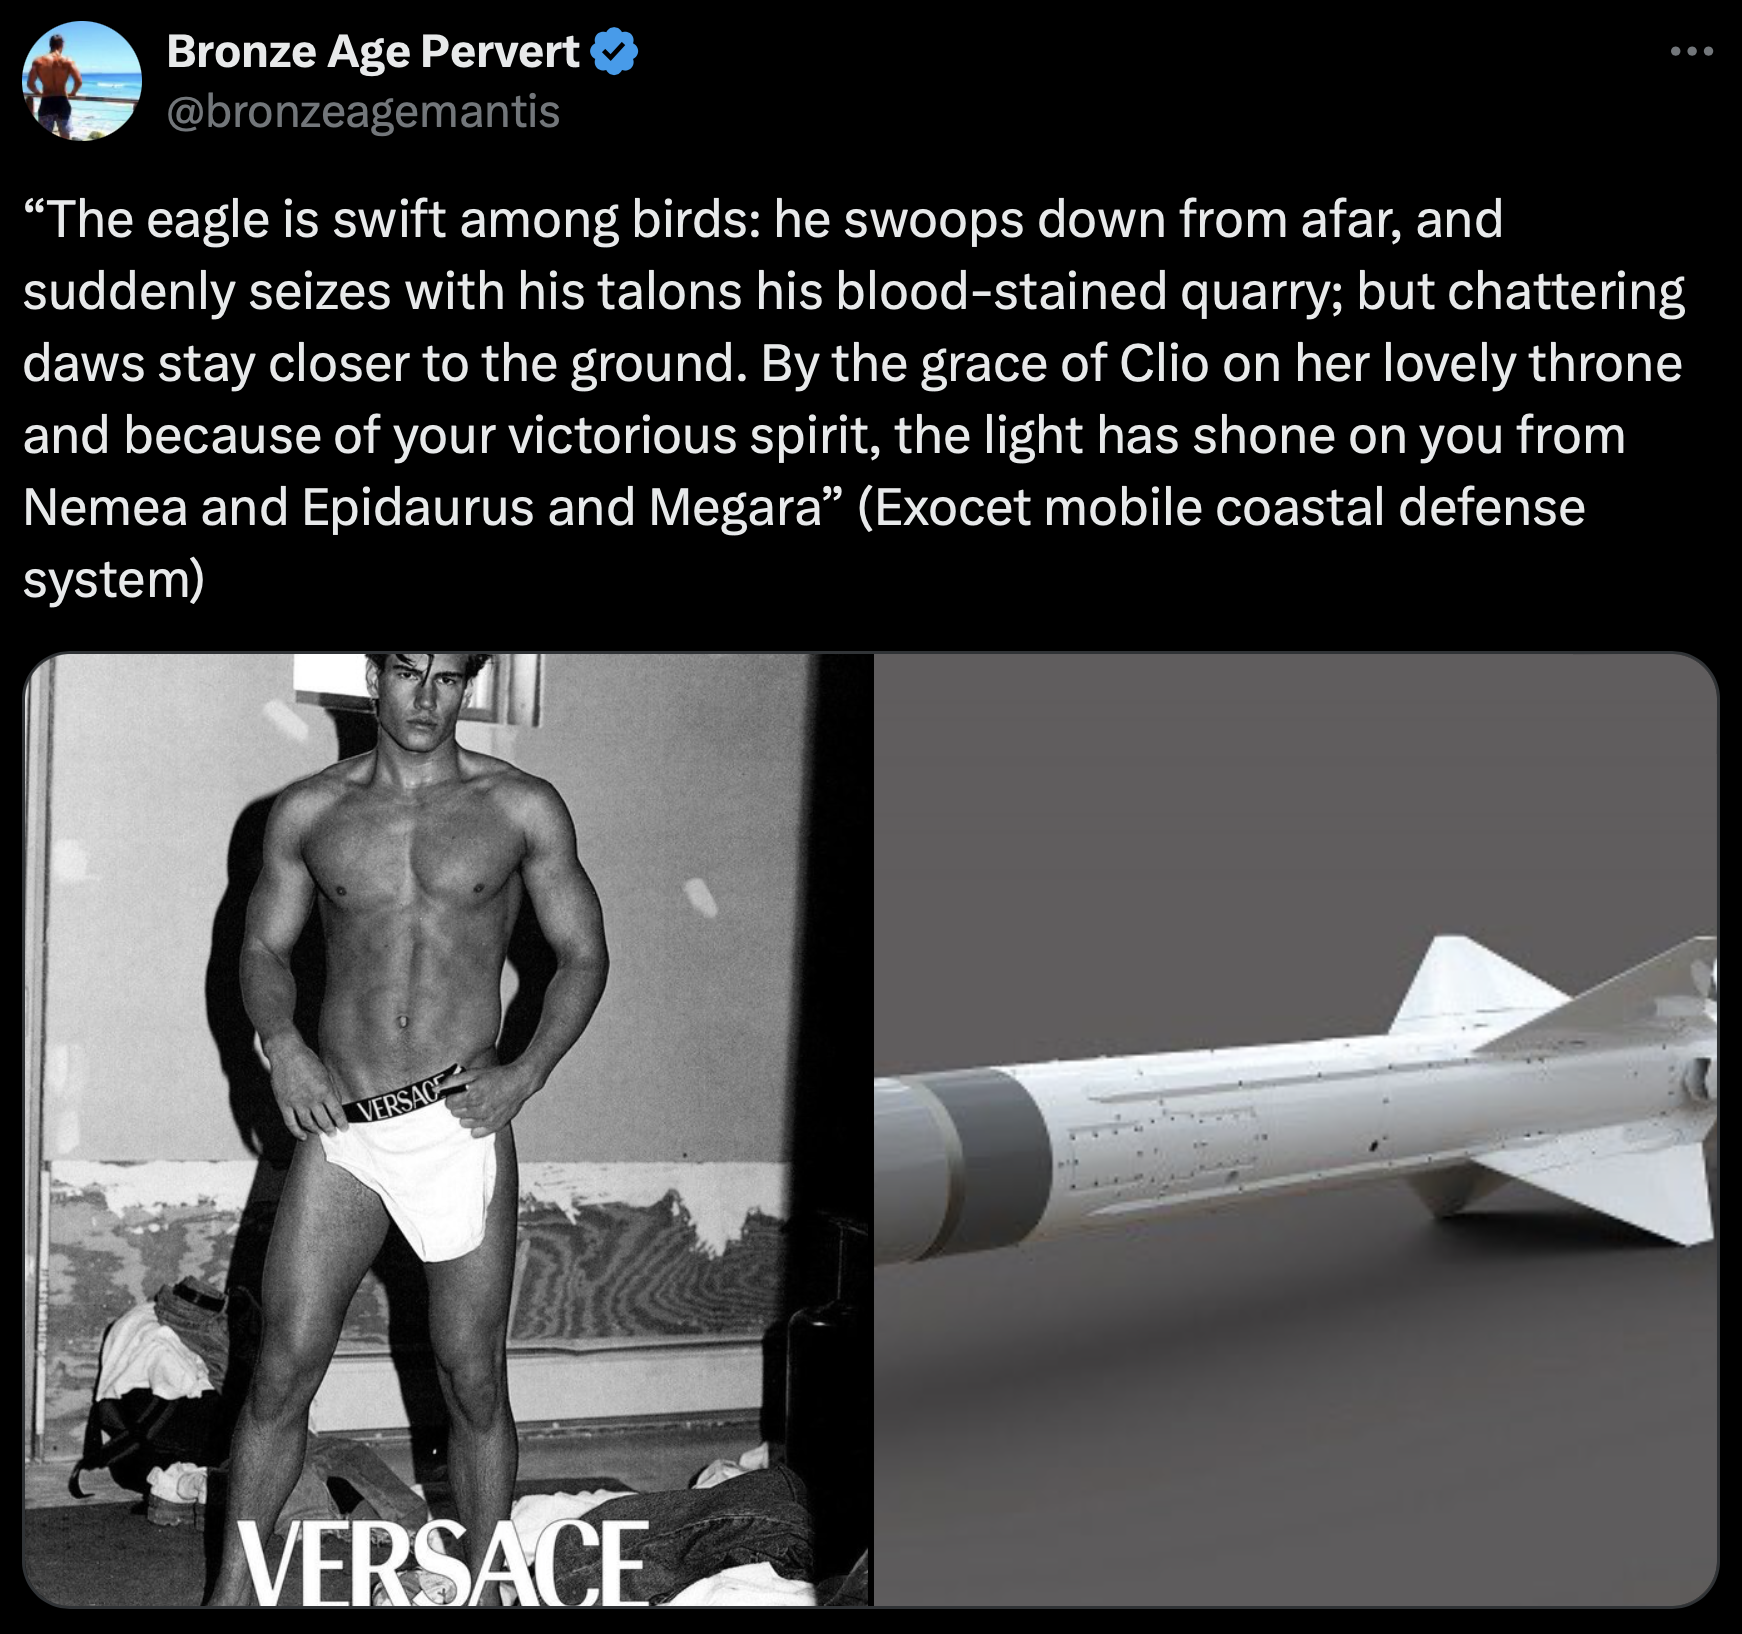 Bronze Age Pervert
@bronzeagemantis
“The eagle is swift among birds: he swoops down from afar, and
suddenly seizes with his talons his blood-stained quarry; but chattering
daws stay closer to the ground. By the grace of Clio on her lovely throne
and because of your victorious spirit, the light has shone on you from
Nemea and Epidaurus and Megara” (Exocet mobile coastal defense
system)
VERSACE
VERSACE